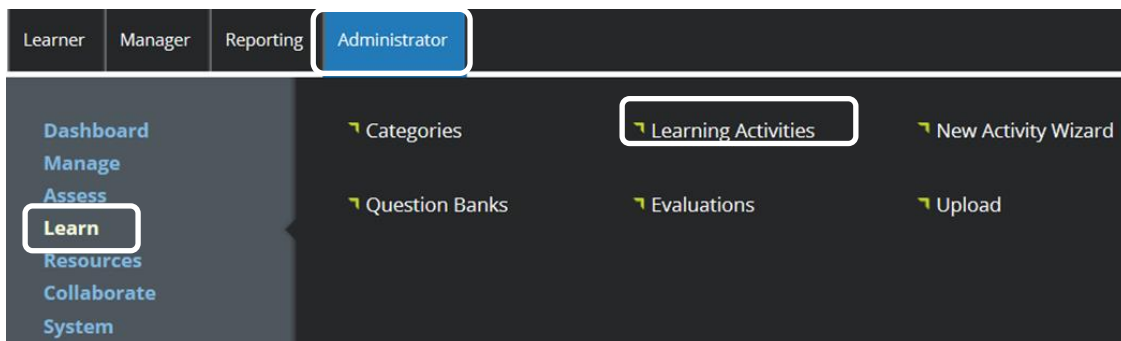 Learner Manager Reporting Administrator
Dashboard
Manage
Assess
Learn
Resources
Collaborate
System
Categories Learning Activities New Activity Wizard
Question Banks Evaluations Upload